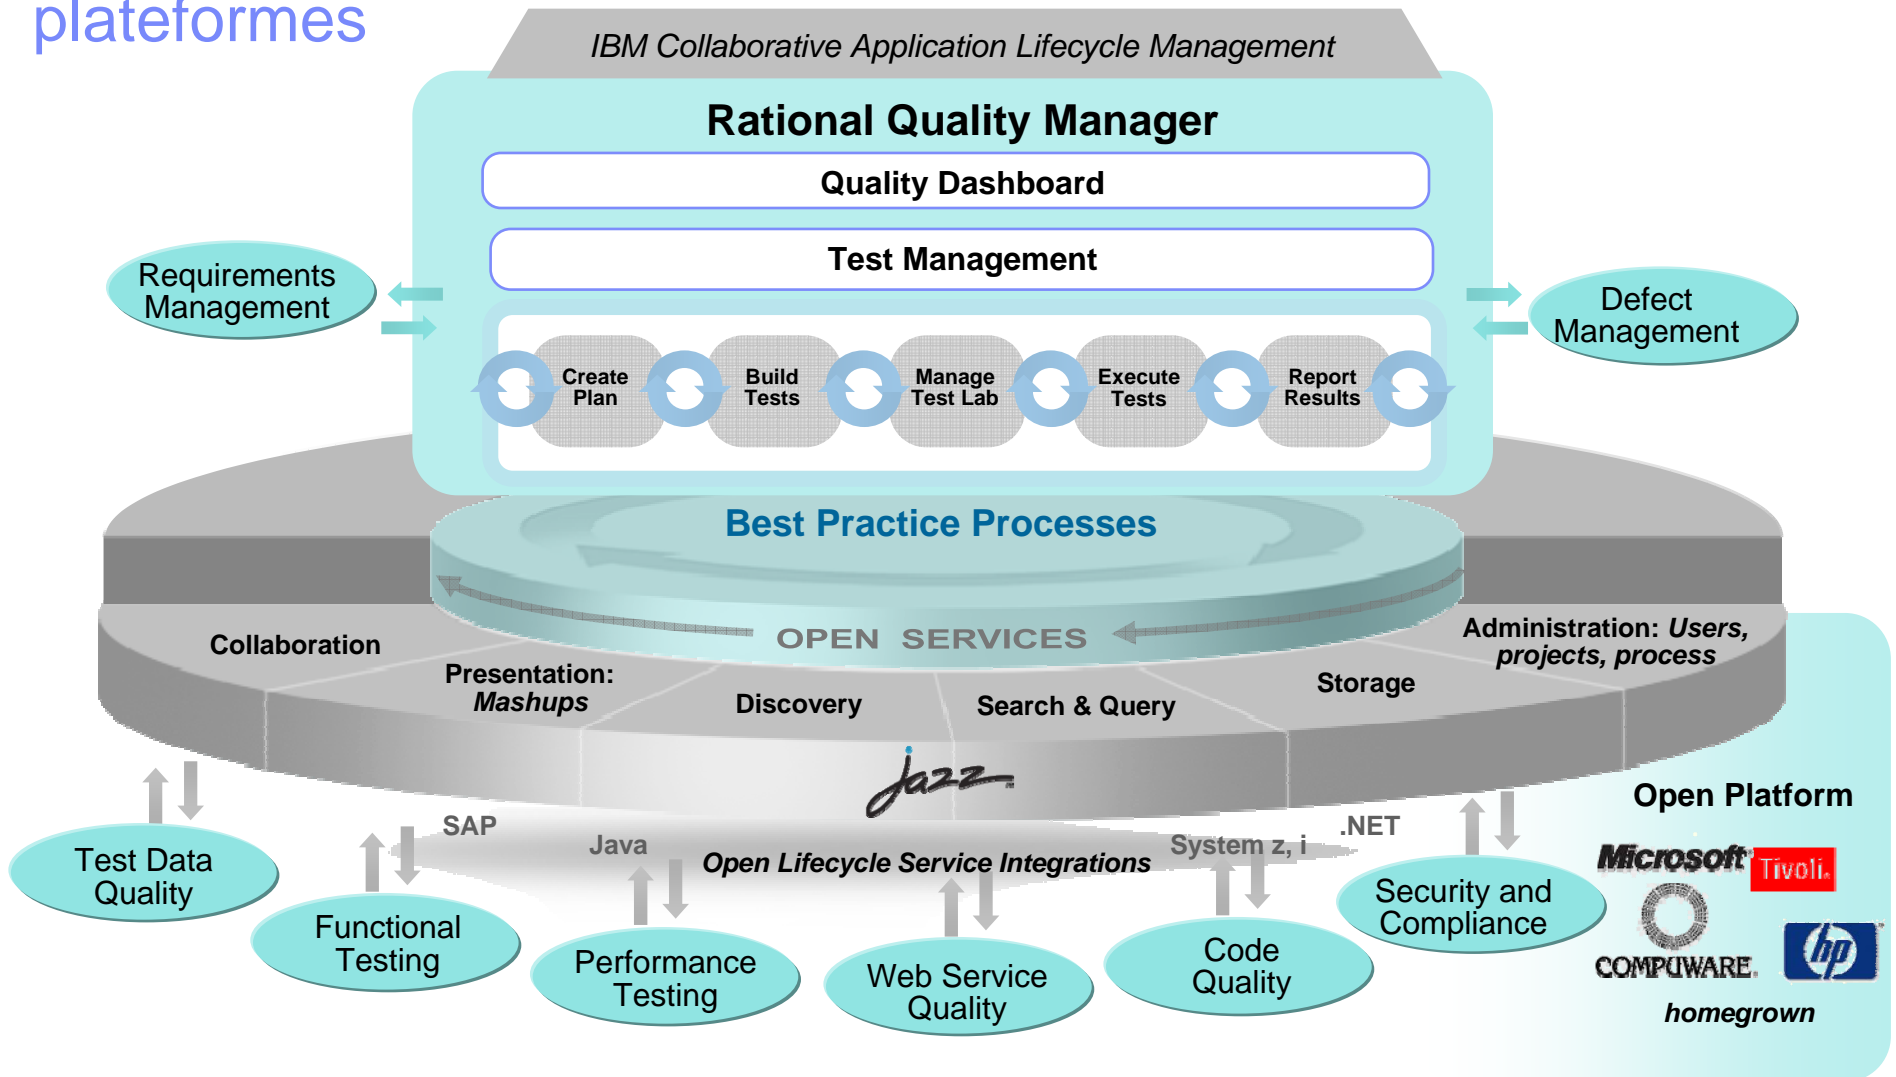 plateformes
IBM Collaborative Application Lifecycle Management
Rational Quality Manager
Quality Dashboard
Test Management
Requirements
Management
Defect
Management
Create
Plan
Build
Tests
Manage
Test Lab
Execute
Tests
Report
Results
Best Practice Processes
OPEN SERVICES
Collaboration
Presentation:
Mashups
Discovery
Search & Query
Storage
Administration: Users,
projects, process
jazz
Open Platform
SAP
Java
Open Lifecycle Service Integrations
System z, i
.NET
Test Data
Quality
Functional
Testing
Performance
Testing
Web Service
Quality
Code
Quality
Security and
Compliance
Microsoft
Tivoli.
COMPUWARE.
hp
homegrown